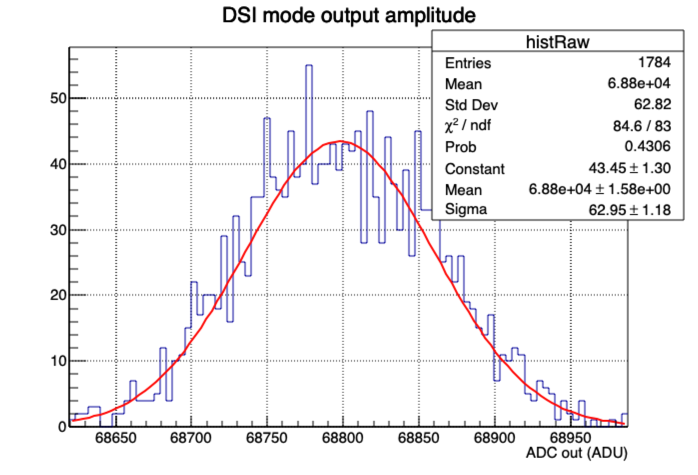 DSI mode output amplitude
histRaw
Entries 1784
Mean 6.88e+04
Std Dev 62.82
χ² / ndf 84.6 / 83
Prob 0.4306
Constant 43.45 ± 1.30
Mean 6.88e+04 ± 1.58e+00
Sigma 62.95 ± 1.18
50
40
30
20
10
0
68650 68700 68750 68800 68850 68900 68950
ADC out (ADU)